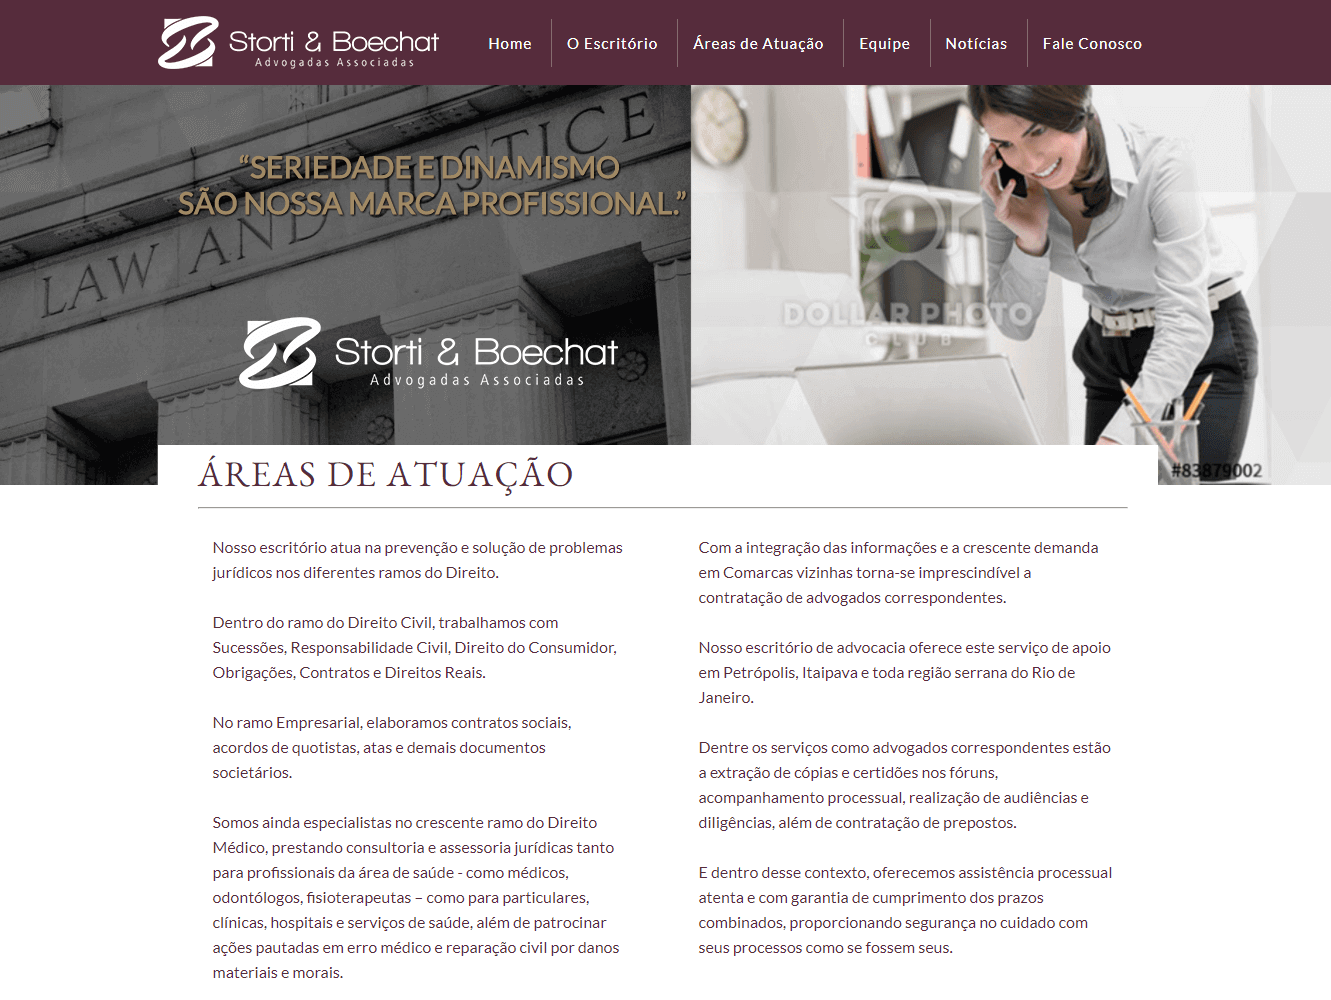 Storti & Boechat
Advogadas Associadas
Home
O Escritório
Áreas de Atuação
Equipe
Notícias
Fale Conosco
LAW AND JUSTICE
“SERIEDADE E DINAMISMO
SÃO NOSSA MARCA PROFISSIONAL.”
Storti & Boechat
Advogadas Associadas
DOLLAR PHOTO
CLUB
#83879002
ÁREAS DE ATUAÇÃO
Nosso escritório atua na prevenção e solução de problemas
jurídicos nos diferentes ramos do Direito.
Dentro do ramo do Direito Civil, trabalhamos com
Sucessões, Responsabilidade Civil, Direito do Consumidor,
Obrigações, Contratos e Direitos Reais.
No ramo Empresarial, elaboramos contratos sociais,
acordos de quotistas, atas e demais documentos
societários.
Somos ainda especialistas no crescente ramo do Direito
Médico, prestando consultoria e assessoria jurídicas tanto
para profissionais da área de saúde - como médicos,
odontólogos, fisioterapeutas – como para particulares,
clínicas, hospitais e serviços de saúde, além de patrocinar
ações pautadas em erro médico e reparação civil por danos
materiais e morais.
Com a integração das informações e a crescente demanda
em Comarcas vizinhas torna-se imprescindível a
contratação de advogados correspondentes.
Nosso escritório de advocacia oferece este serviço de apoio
em Petrópolis, Itaipava e toda região serrana do Rio de
Janeiro.
Dentre os serviços como advogados correspondentes estão
a extração de cópias e certidões nos fóruns,
acompanhamento processual, realização de audiências e
diligências, além de contratação de prepostos.
E dentro desse contexto, oferecemos assistência processual
atenta e com garantia de cumprimento dos prazos
combinados, proporcionando segurança no cuidado com
seus processos como se fossem seus.